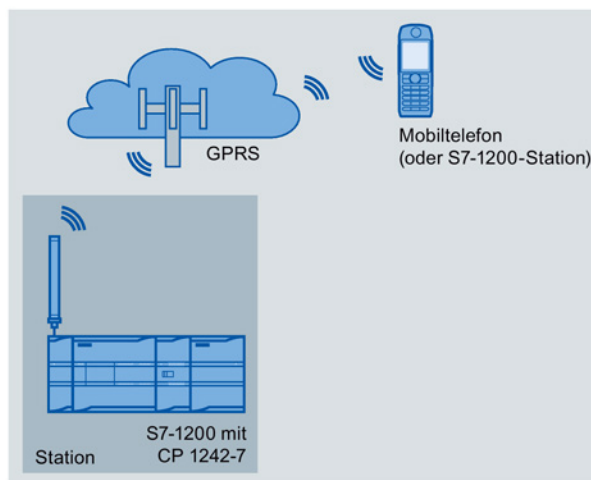 GPRS
Mobiltelefon
(oder S7-1200-Station)
S7-1200 mit
CP 1242-7
Station